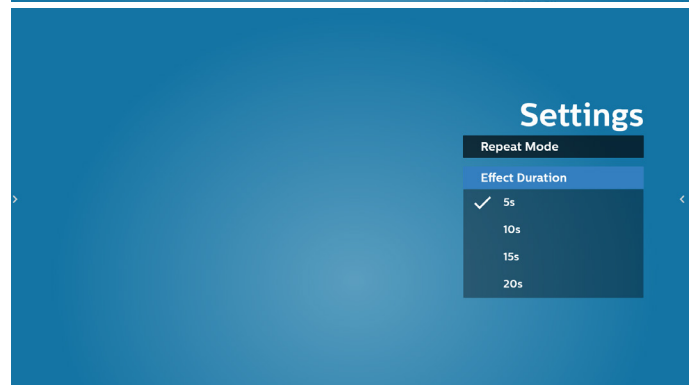 Settings
Repeat Mode
Effect Duration
5s
10s
15s
20s